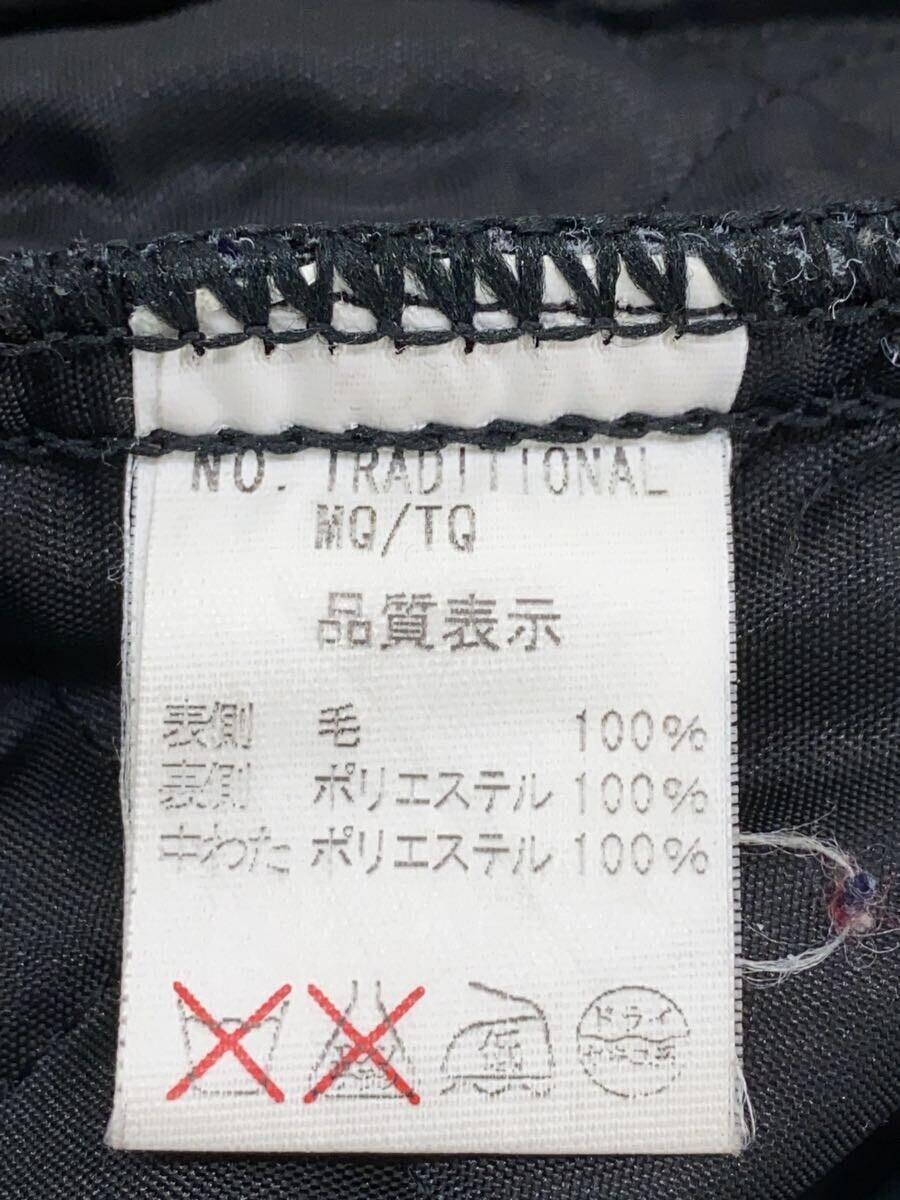 NO. TRADITIONAL
MQ/TQ
品質表示
表側 毛 100%
裏側 ポリエステル 100%
中わた ポリエステル 100%
ドライ